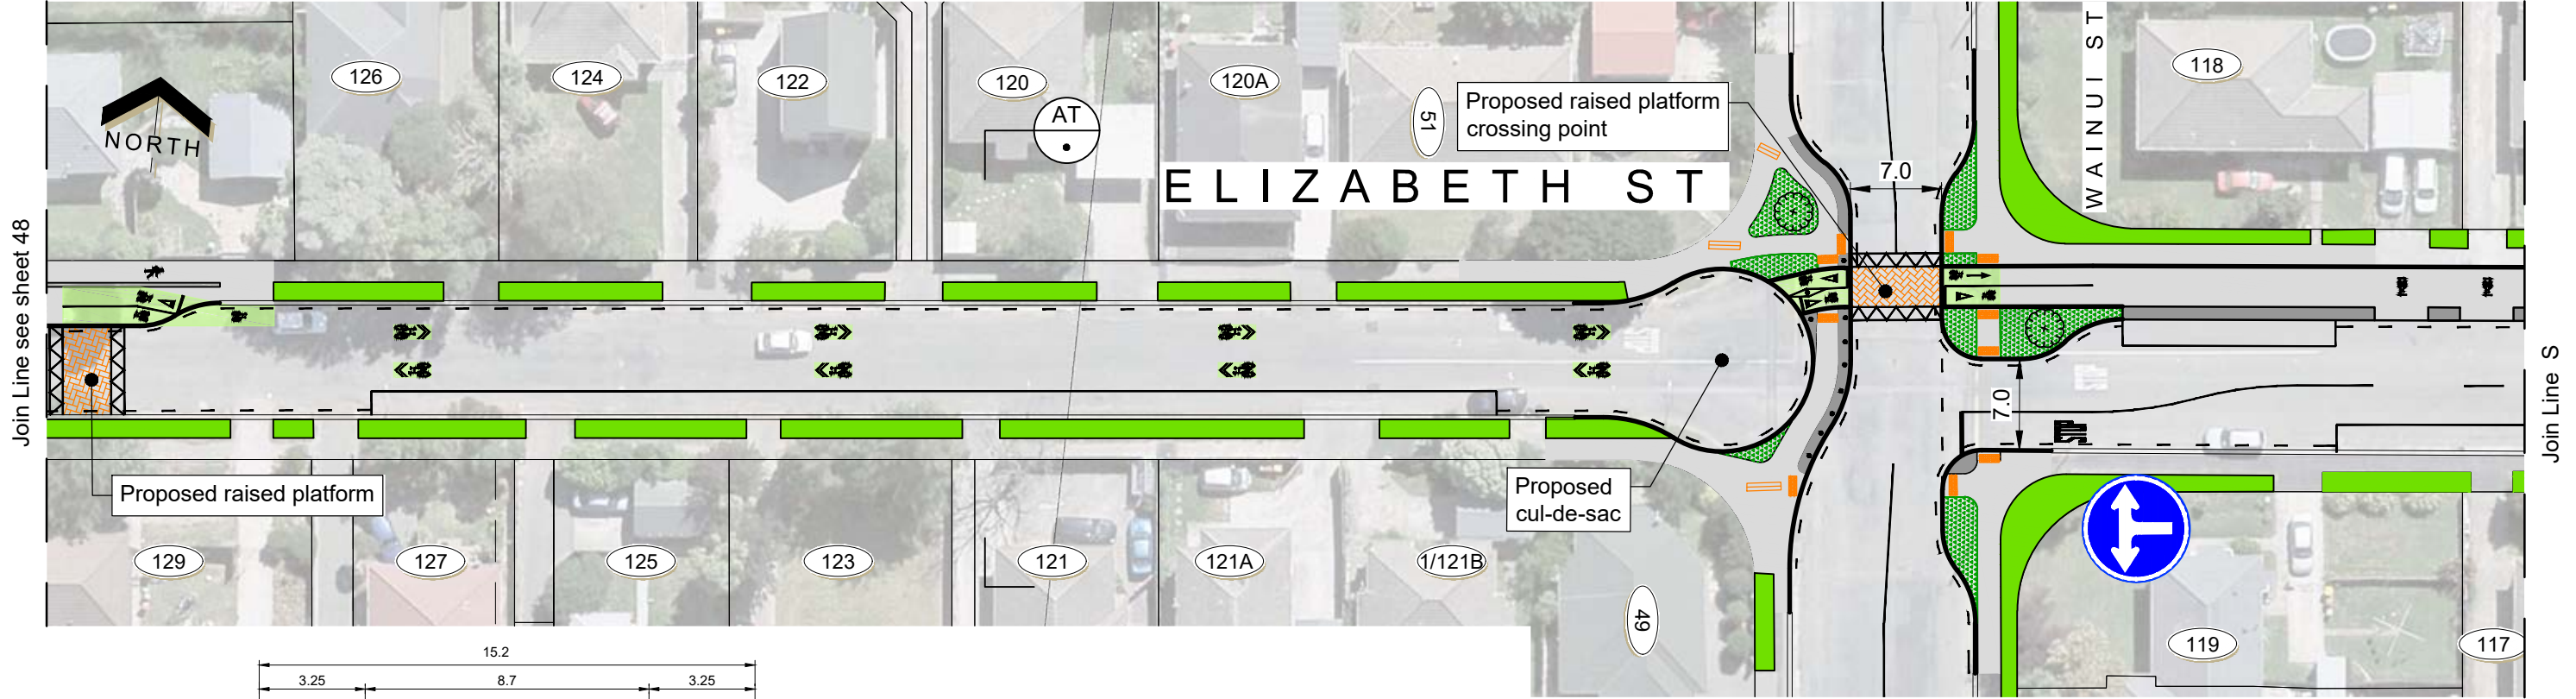 126
124
122
120
120A
51
Proposed raised platform
crossing point
WAINUI ST
118
NORTH
AT
ELIZABETH ST
7.0
Join Line see sheet 48
7.0
Join Line S
Proposed raised platform
Proposed
cul-de-sac
129
127
125
123
121
121A
1/121B
49
119
117
15.2
3.25
8.7
3.25